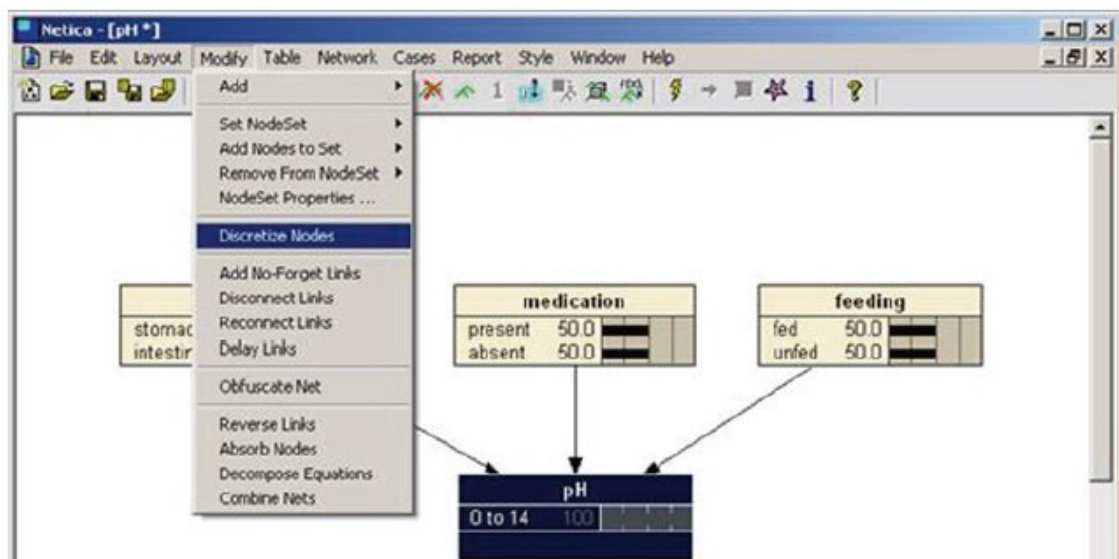 Netica - [pH *]
File Edit Layout Modify Table Network Cases Report Style Window Help
Add
1
Set NodeSet
Add Nodes to Set
Remove From NodeSet
NodeSet Properties ...
Discretize Nodes
Add No-Forget Links
Disconnect Links
Reconnect Links
Delay Links
Obfuscate Net
Reverse Links
Absorb Nodes
Decompose Equations
Combine Nets
stomac
intestin
medication
present 50.0
absent 50.0
feeding
fed 50.0
unfed 50.0
pH
0 to 14 100